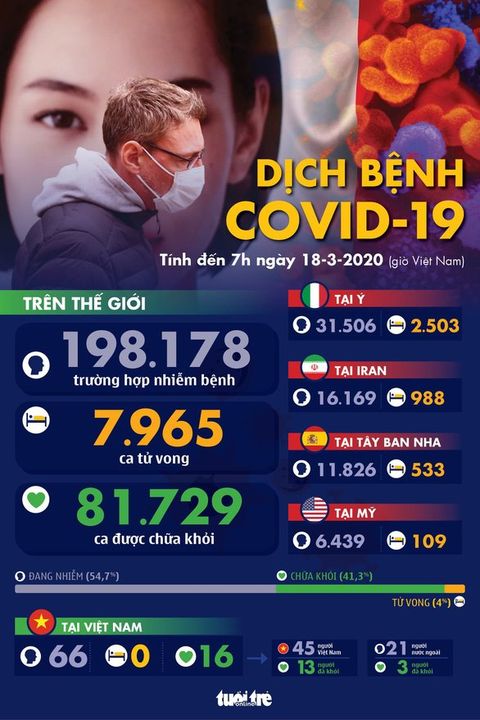 DỊCH BỆNH
COVID-19
Tính đến 7h ngày 18-3-2020 (giờ Việt Nam)
TRÊN THẾ GIỚI
198.178
trường hợp nhiễm bệnh
7.965
ca tử vong
81.729
ca được chữa khỏi
TẠI Ý
31.506 2.503
TẠI IRAN
16.169 988
TẠI TÂY BAN NHA
11.826 533
TẠI MỸ
6.439 109
ĐANG NHIỄM (54,7%) CHỮA KHỎI (41,3%)
TỬ VONG (4%)
TẠI VIỆT NAM
66 0 16
45 người Việt Nam
13 người đã khỏi
21 người nước ngoài
3 người đã khỏi
tuổi trẻ online